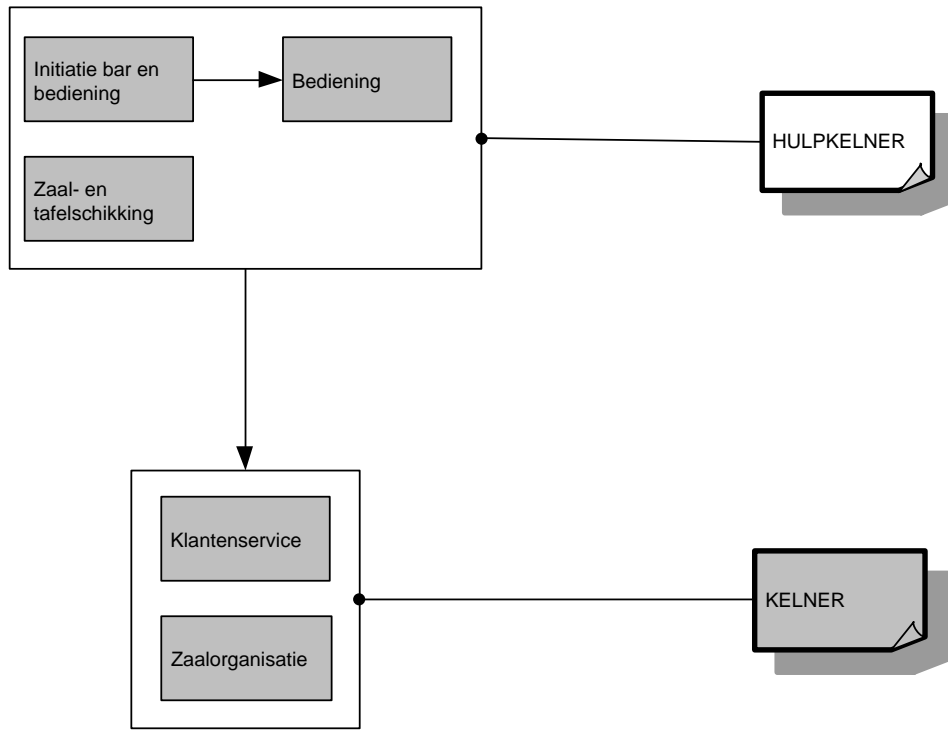 Initiatie bar en
bediening
Bediening
HULPKELNER
Zaal- en
tafelschikking
Klantenservice
KELNER
Zaalorganisatie